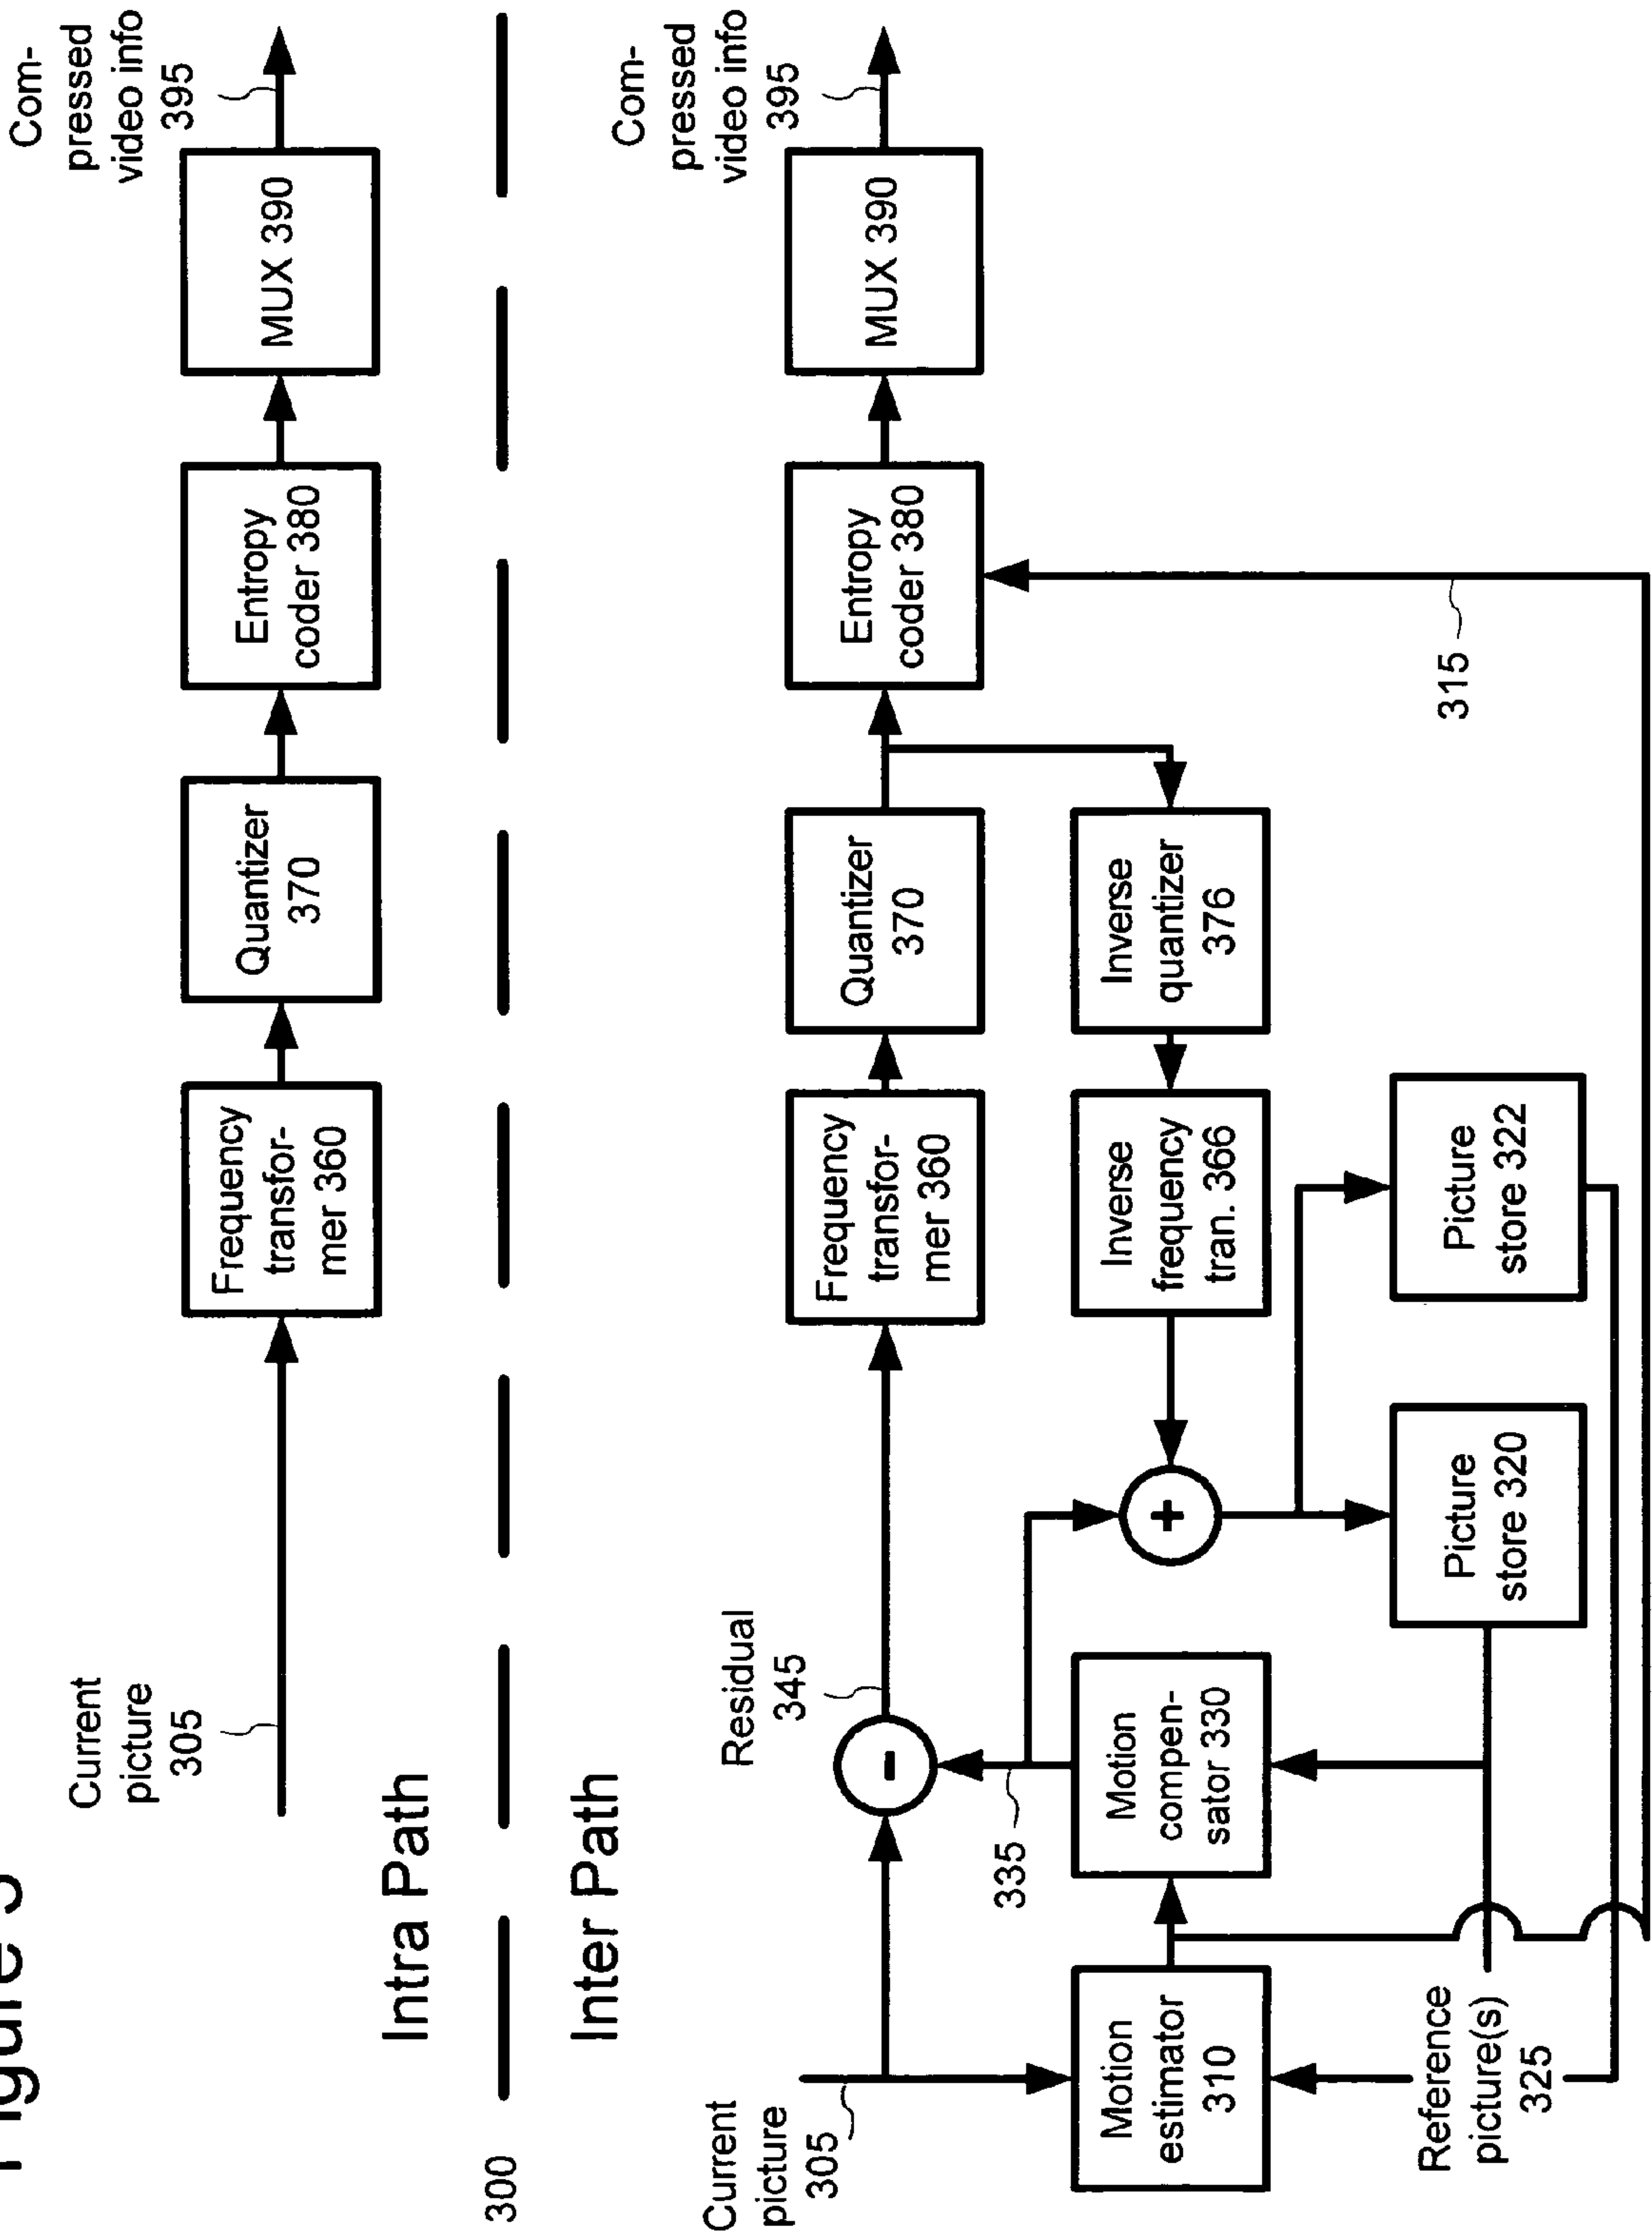 Figure 3
Current
picture
305
Frequency
transfor-
mer 360
Quantizer
370
Entropy
coder 380
MUX 390
Com-
pressed
video info
395
Intra Path
300
Inter Path
Current
picture
305
Residual
345
Frequency
transfor-
mer 360
Quantizer
370
Entropy
coder 380
MUX 390
Com-
pressed
video info
395
335
Motion
estimator
310
Motion
compen-
sator 330
Inverse
frequency
tran. 366
Inverse
quantizer
376
315
Reference
picture(s)
325
Picture
store 320
Picture
store 322
-
+